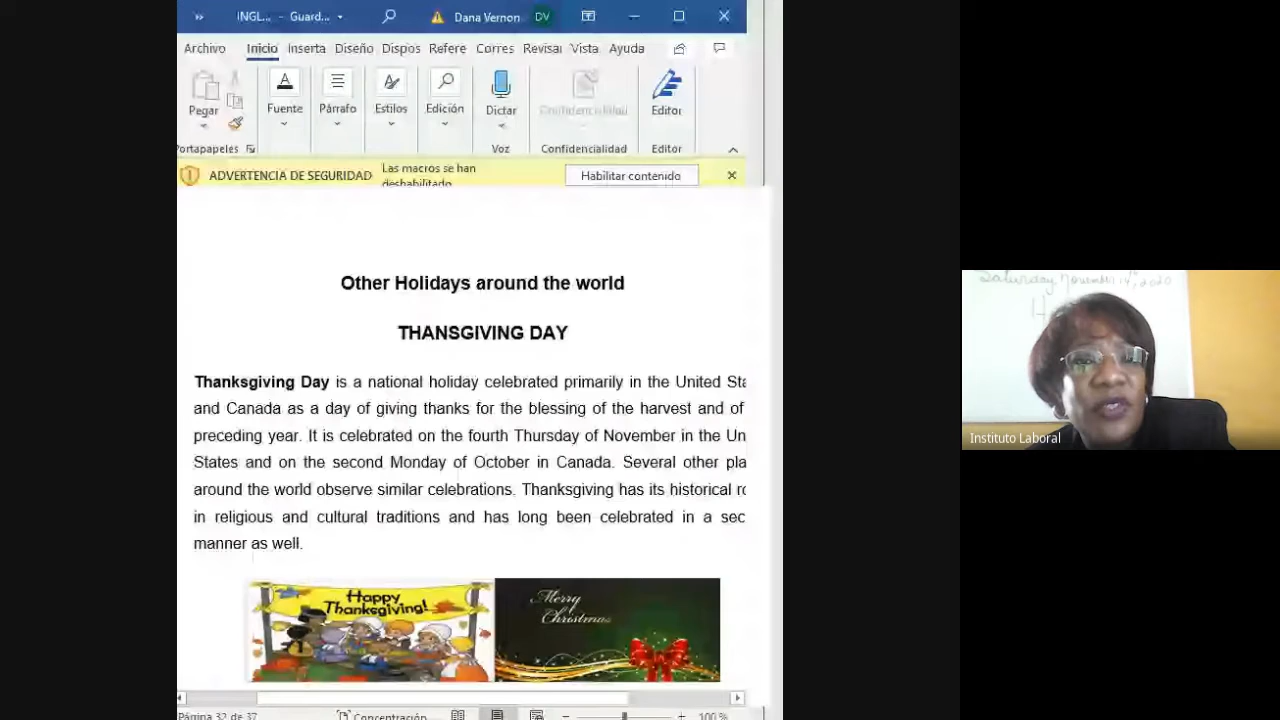 INGL... - Guard... Dana Vernon DV
Archivo Inicio Inserta Diseño Dispos Refere Corres Revisar Vista Ayuda
Pegar Fuente Párrafo Estilos Edición Dictar Confidencialidad Editor
Portapapeles Voz Confidencialidad Editor
ADVERTENCIA DE SEGURIDAD Las macros se han deshabilitado Habilitar contenido
Other Holidays around the world
THANSGIVING DAY
Thanksgiving Day is a national holiday celebrated primarily in the United Sta
and Canada as a day of giving thanks for the blessing of the harvest and of
preceding year. It is celebrated on the fourth Thursday of November in the Un
States and on the second Monday of October in Canada. Several other pla
around the world observe similar celebrations. Thanksgiving has its historical ro
in religious and cultural traditions and has long been celebrated in a sec
manner as well.
Happy
Thanksgiving!
Merry
Christmas
Página 32 de 37 Concentración 100 %
Saturday November 14th, 2020
Instituto Laboral